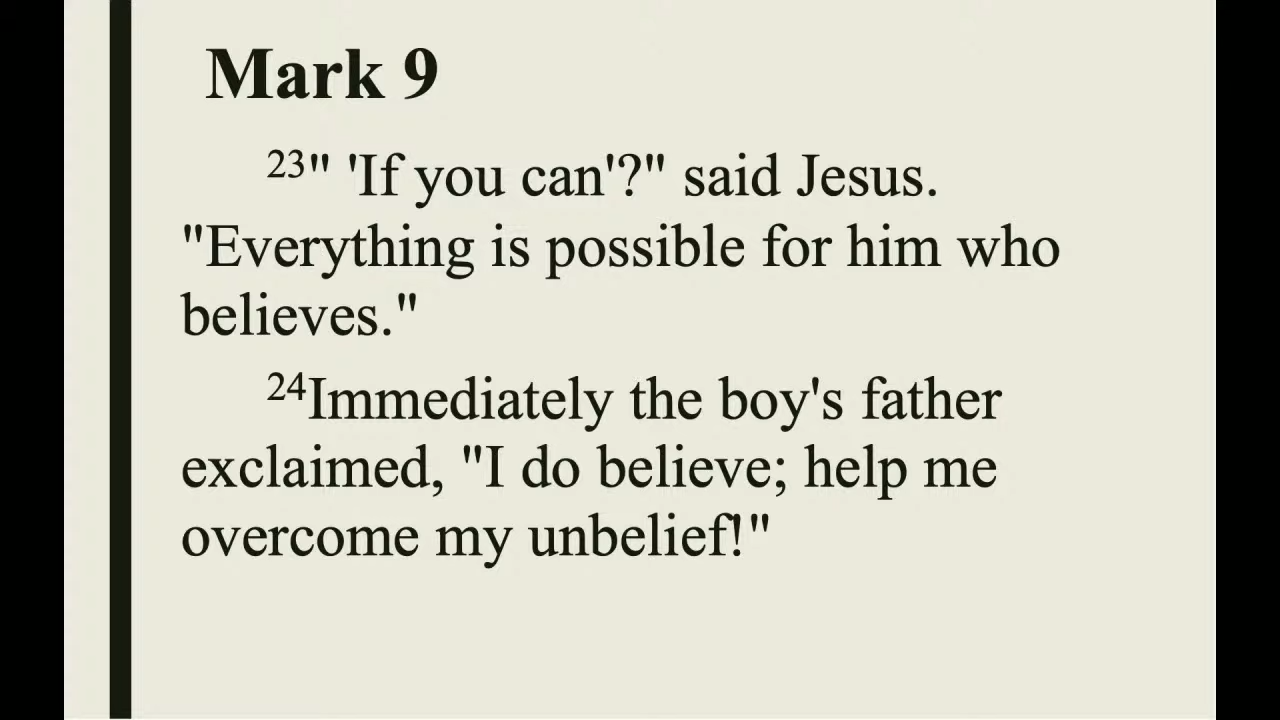 Mark 9
23" 'If you can'?" said Jesus.
"Everything is possible for him who
believes."
24Immediately the boy's father
exclaimed, "I do believe; help me
overcome my unbelief!"